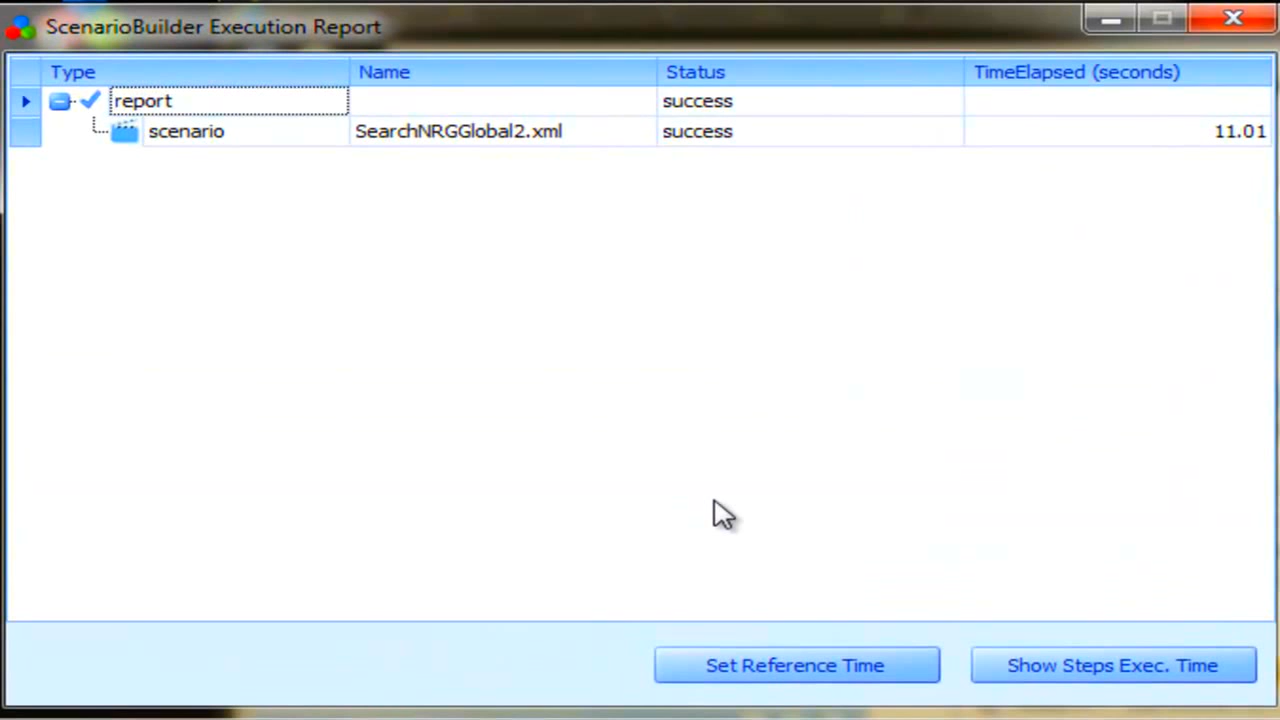 ScenarioBuilder Execution Report
Type Name Status TimeElapsed (seconds)
report success
scenario SearchNRGGlobal2.xml success 11.01
Set Reference Time Show Steps Exec. Time